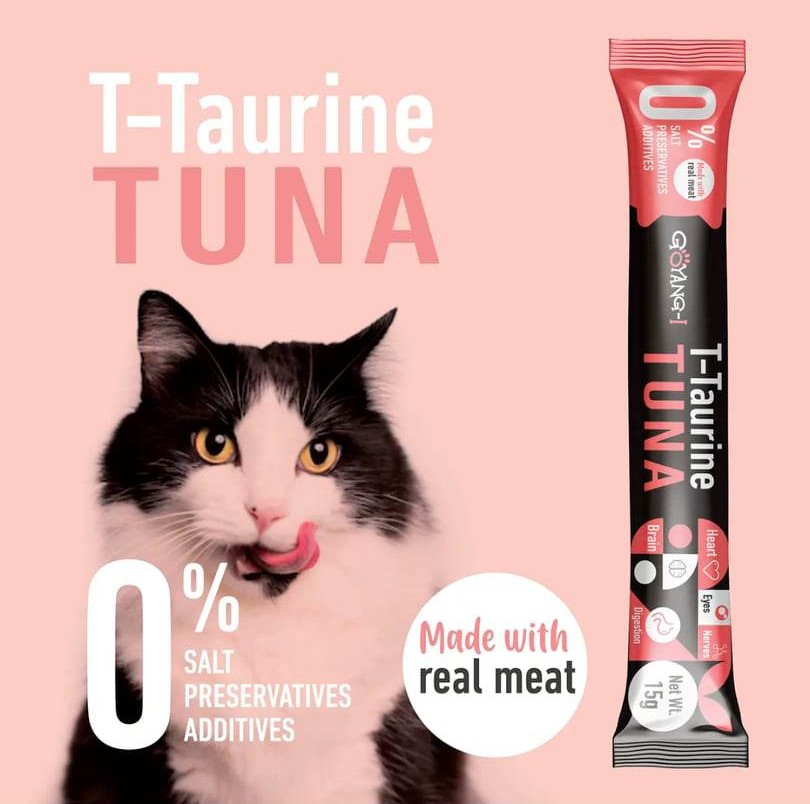 T-Taurine
TUNA
0%
SALT
PRESERVATIVES
ADDITIVES
Made with
real meat
0%
SALT
PRESERVATIVES
ADDITIVES
Made with
real meat
GOYANG-I
T-Taurine
TUNA
Heart
Eyes
Nerves
Brain
Digestion
Net Wt.
15g